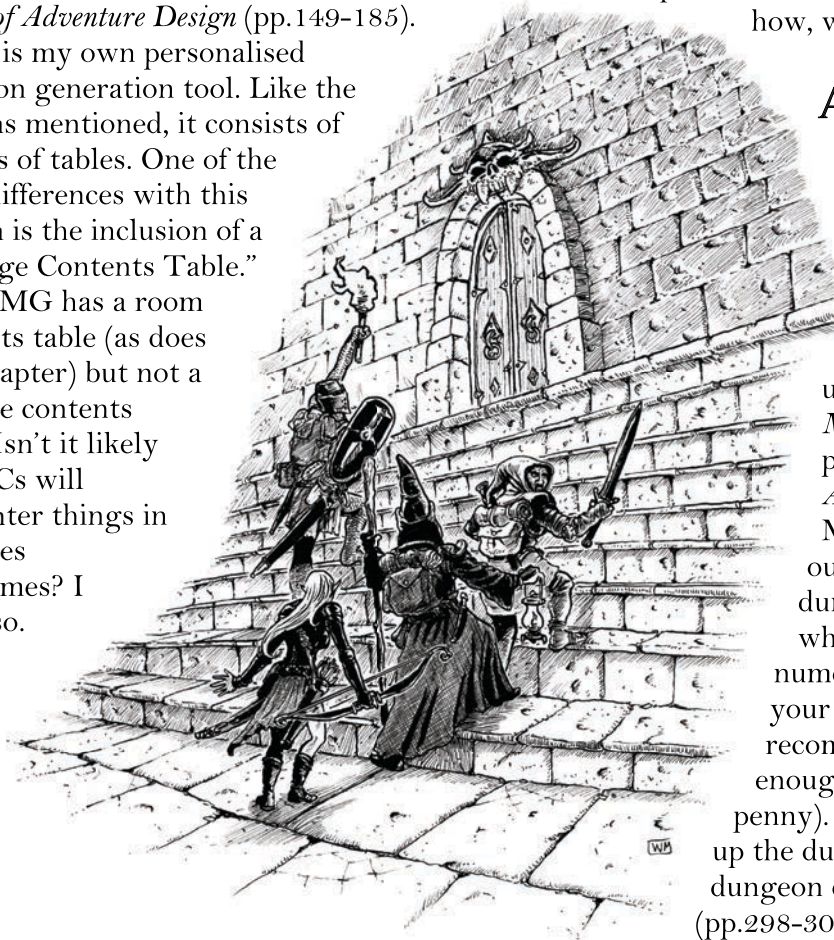 of Adventure Design (pp.149-185).
is my own personalised
on generation tool. Like the
ns mentioned, it consists of
s of tables. One of the
ifferences with this
n is the inclusion of a
ge Contents Table.”
MG has a room
ts table (as does
apter) but not a
e contents
Isn’t it likely
Cs will
nter things in
es
mes? I
so.
how, w
A
u
M
p
A
M
ou
dun
wh
nume
your
recom
enoug
penny).
up the du
dungeon
(pp.298-30
WM